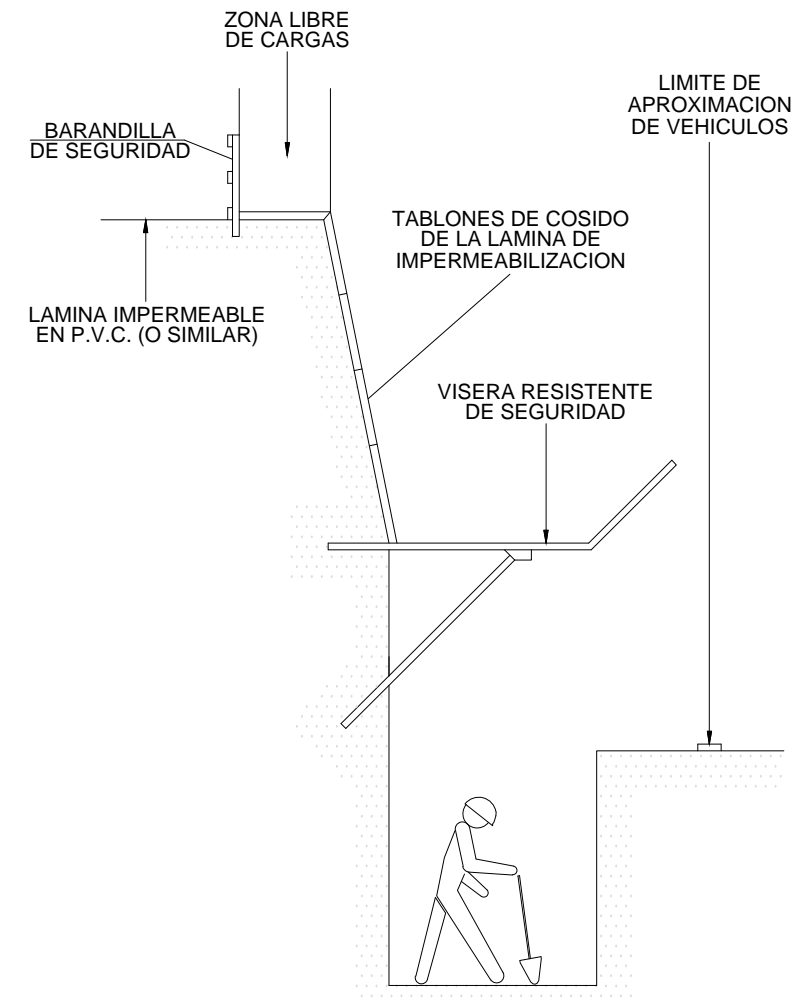 ZONA LIBRE
DE CARGAS
LIMITE DE
APROXIMACION
DE VEHICULOS
BARANDILLA
DE SEGURIDAD
TABLONES DE COSIDO
DE LA LAMINA DE
IMPERMEABILIZACION
LAMINA IMPERMEABLE
EN P.V.C. (O SIMILAR)
VISERA RESISTENTE
DE SEGURIDAD